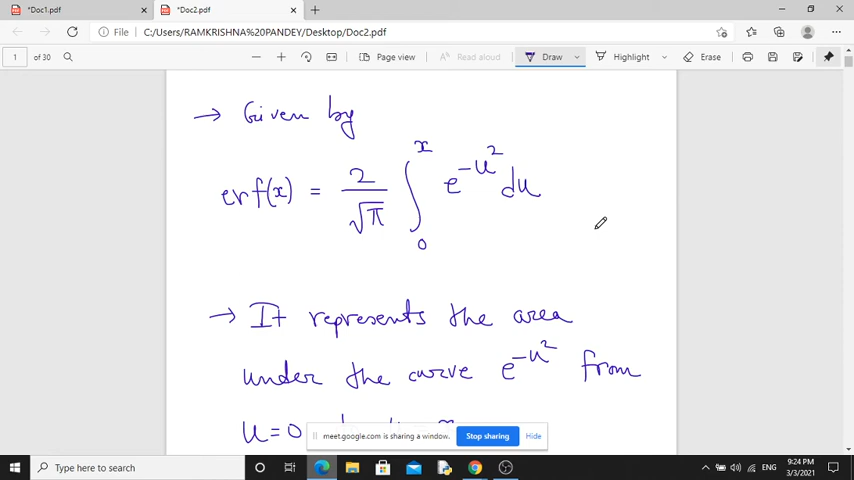 *Doc1.pdf
*Doc2.pdf
File C:/Users/RAMKRISHNA%20PANDEY/Desktop/Doc2.pdf
1 of 30 Page view Read aloud Draw Highlight Erase
→ Given by
erf(x) = 2/√π ∫₀ˣ e^-u² du
→ It represents the area
under the curve e^-u² from
u=0
meet.google.com is sharing a window. Stop sharing Hide
Type here to search
ENG
9:24 PM
3/3/2021